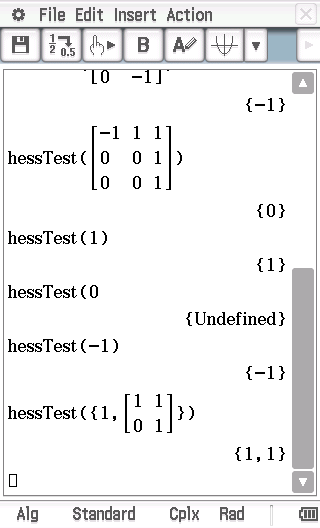 File Edit Insert Action
1/2 0.5 B A
[0 -1]
{-1}
hessTest([-1 1 1
0 0 1
0 0 1])
{0}
hessTest(1)
{1}
hessTest(0
{Undefined}
hessTest(-1)
{-1}
hessTest({1,[1 1
0 1]})
{1,1}
Alg Standard Cplx Rad